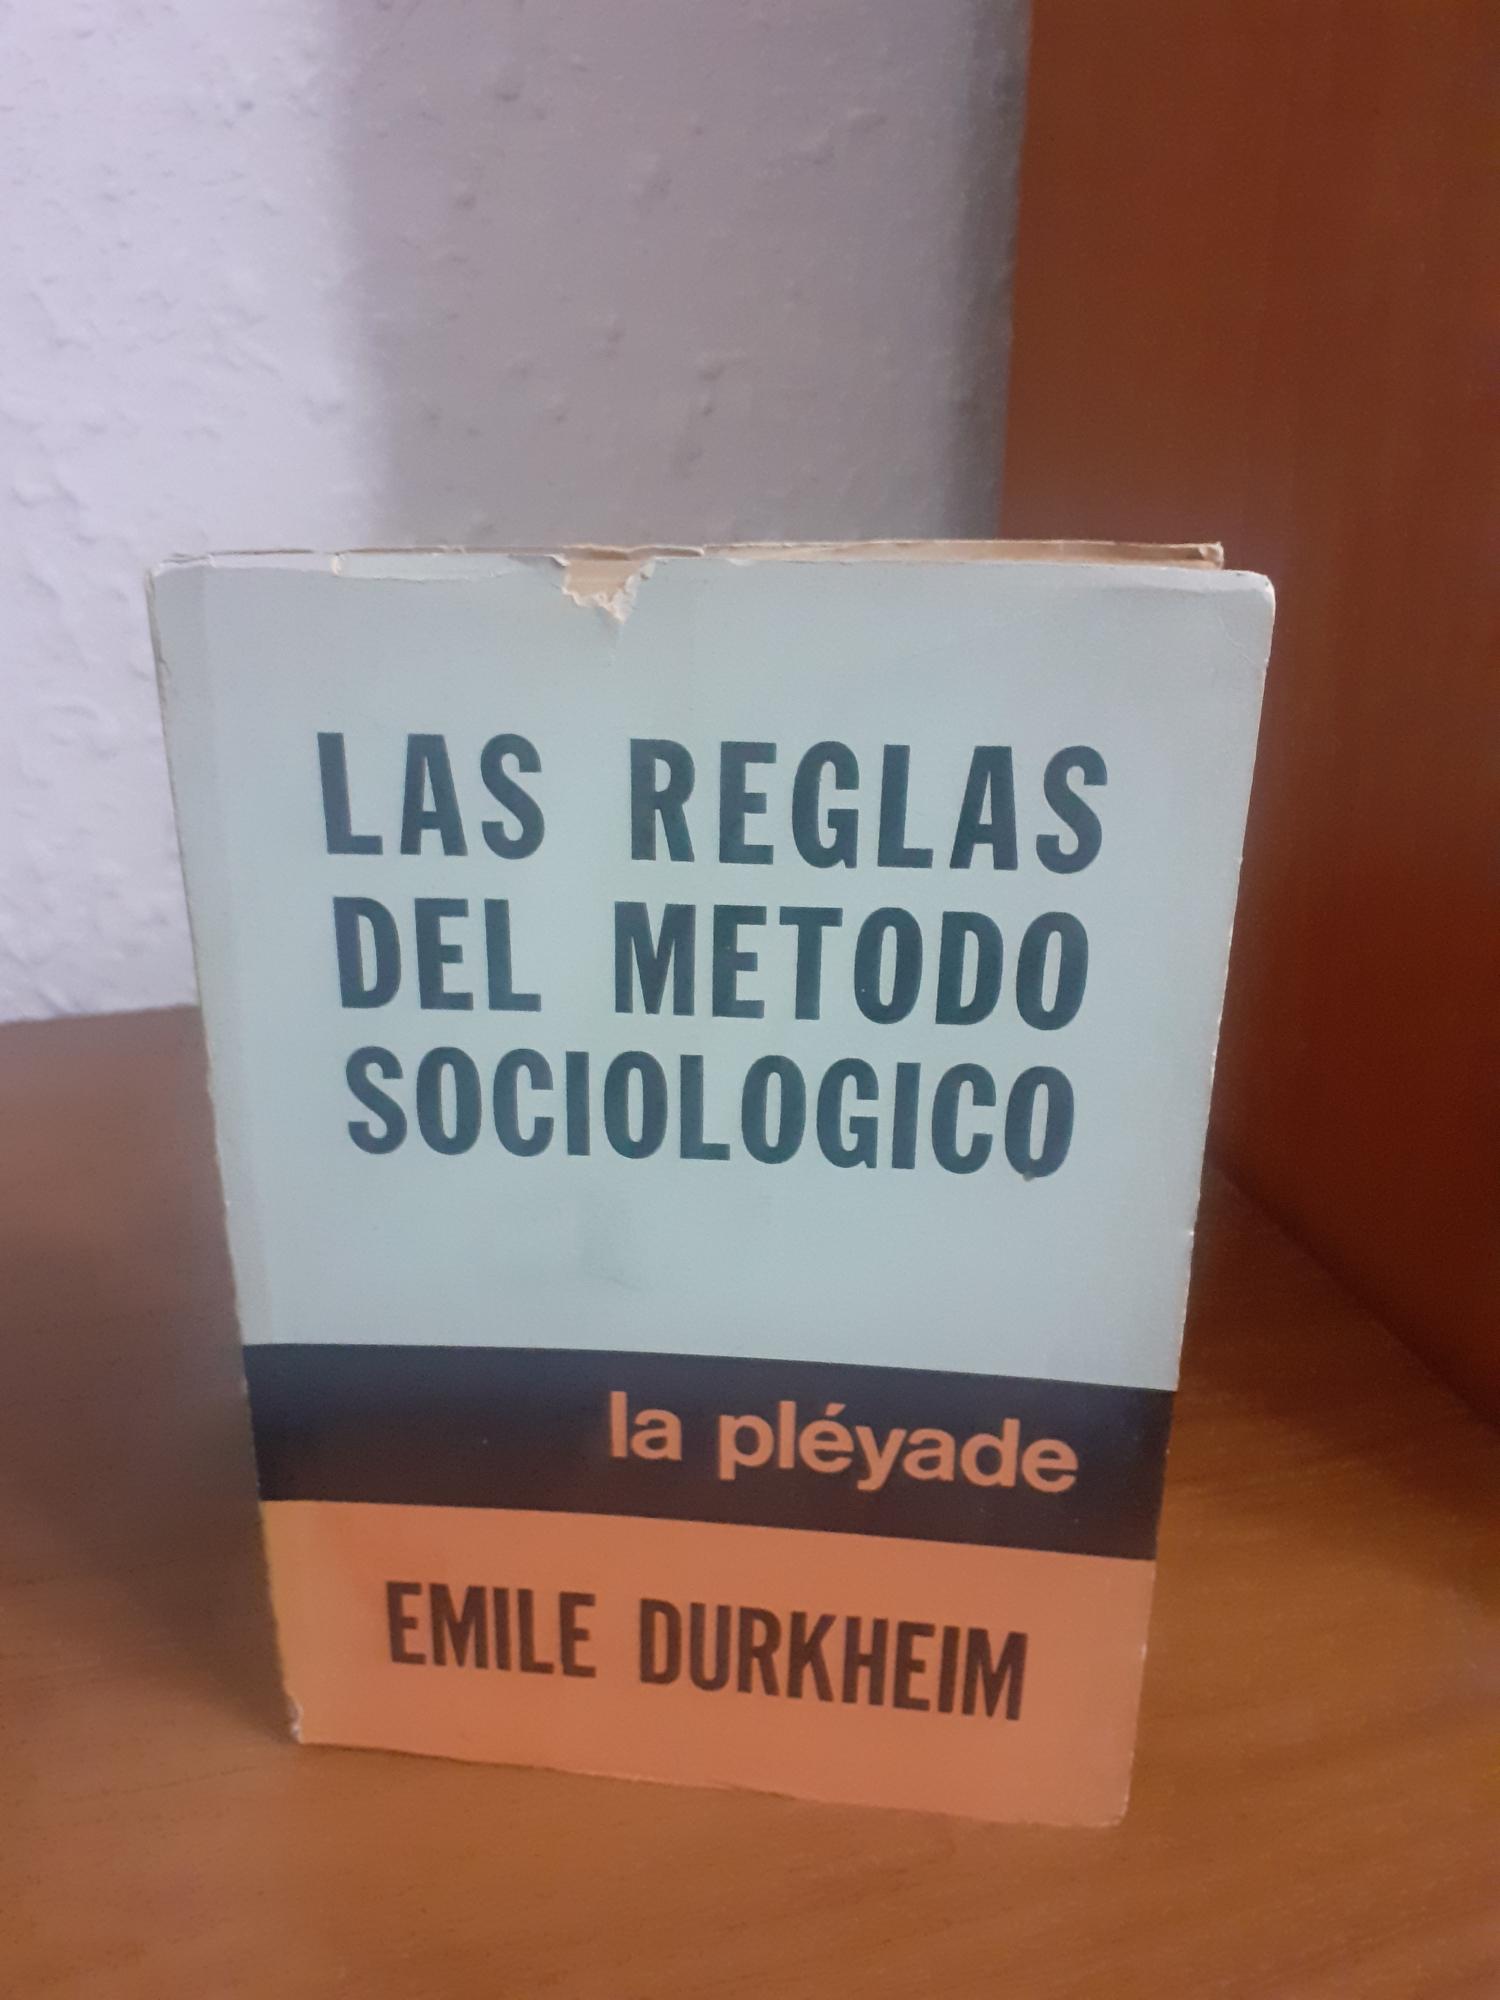 LAS REGLAS
DEL METODO
SOCIOLOGICO
la pléyade
EMILE DURKHEIM